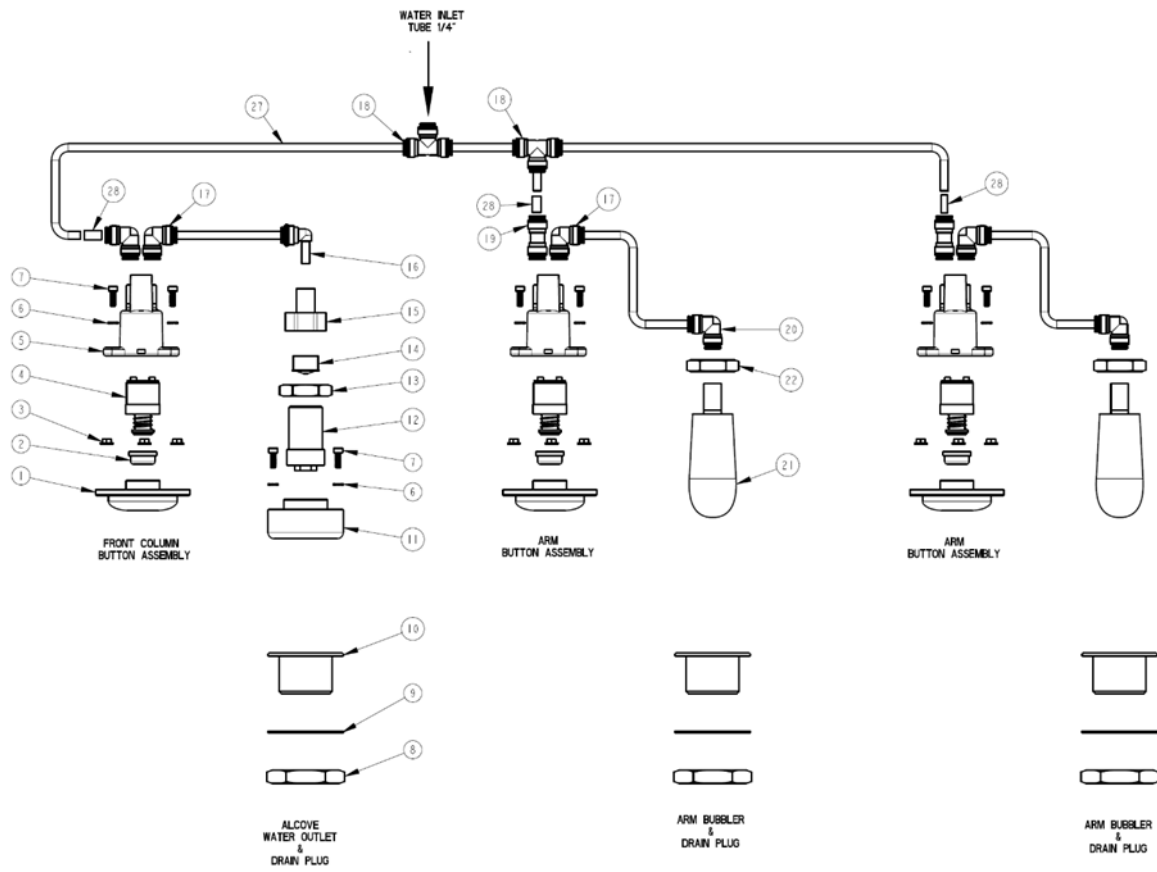 WATER INLET
TUBE 1/4"
27
18
18
28
17
28
17
28
19
7
16
6
15
5
20
14
4
13
22
3
12
2
7
21
1
6
11
FRONT COLUMN
BUTTON ASSEMBLY
ARM
BUTTON ASSEMBLY
ARM
BUTTON ASSEMBLY
10
9
8
ALCOVE
WATER OUTLET
&
DRAIN PLUG
ARM BUBBLER
&
DRAIN PLUG
ARM BUBBLER
&
DRAIN PLUG